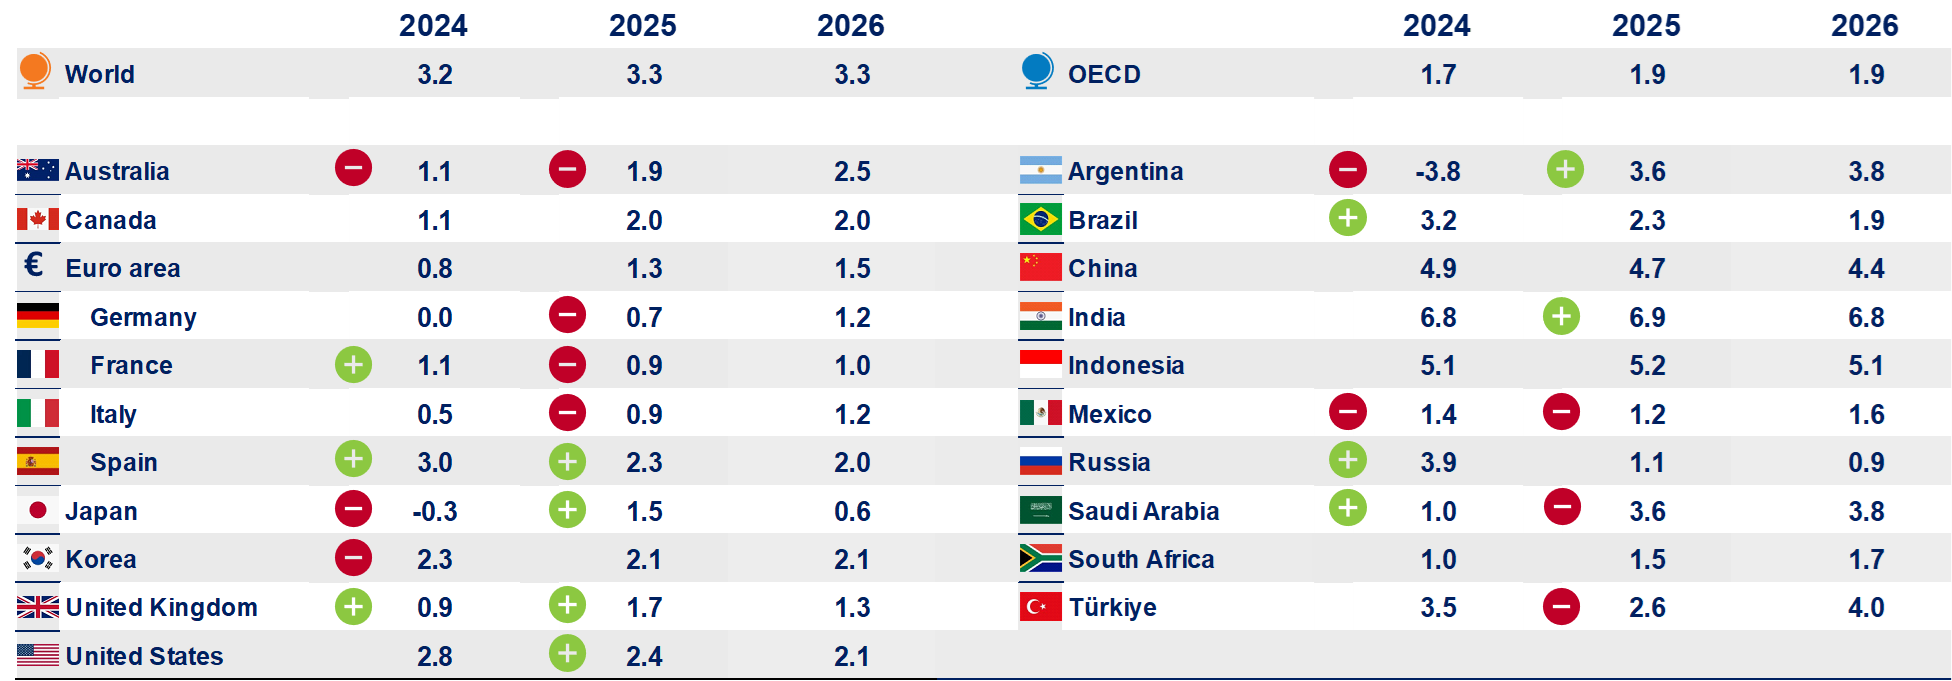 2024 2025 2026 2024 2025 2026
World 3.2 3.3 3.3 OECD 1.7 1.9 1.9
Australia − 1.1 − 1.9 2.5 Argentina − -3.8 + 3.6 3.8
Canada 1.1 2.0 2.0 Brazil + 3.2 2.3 1.9
€ Euro area 0.8 1.3 1.5 China 4.9 4.7 4.4
Germany 0.0 − 0.7 1.2 India 6.8 + 6.9 6.8
France + 1.1 − 0.9 1.0 Indonesia 5.1 5.2 5.1
Italy 0.5 − 0.9 1.2 Mexico − 1.4 − 1.2 1.6
Spain + 3.0 + 2.3 2.0 Russia + 3.9 1.1 0.9
Japan − -0.3 + 1.5 0.6 Saudi Arabia + 1.0 − 3.6 3.8
Korea − 2.3 2.1 2.1 South Africa 1.0 1.5 1.7
United Kingdom + 0.9 + 1.7 1.3 Türkiye 3.5 − 2.6 4.0
United States 2.8 + 2.4 2.1